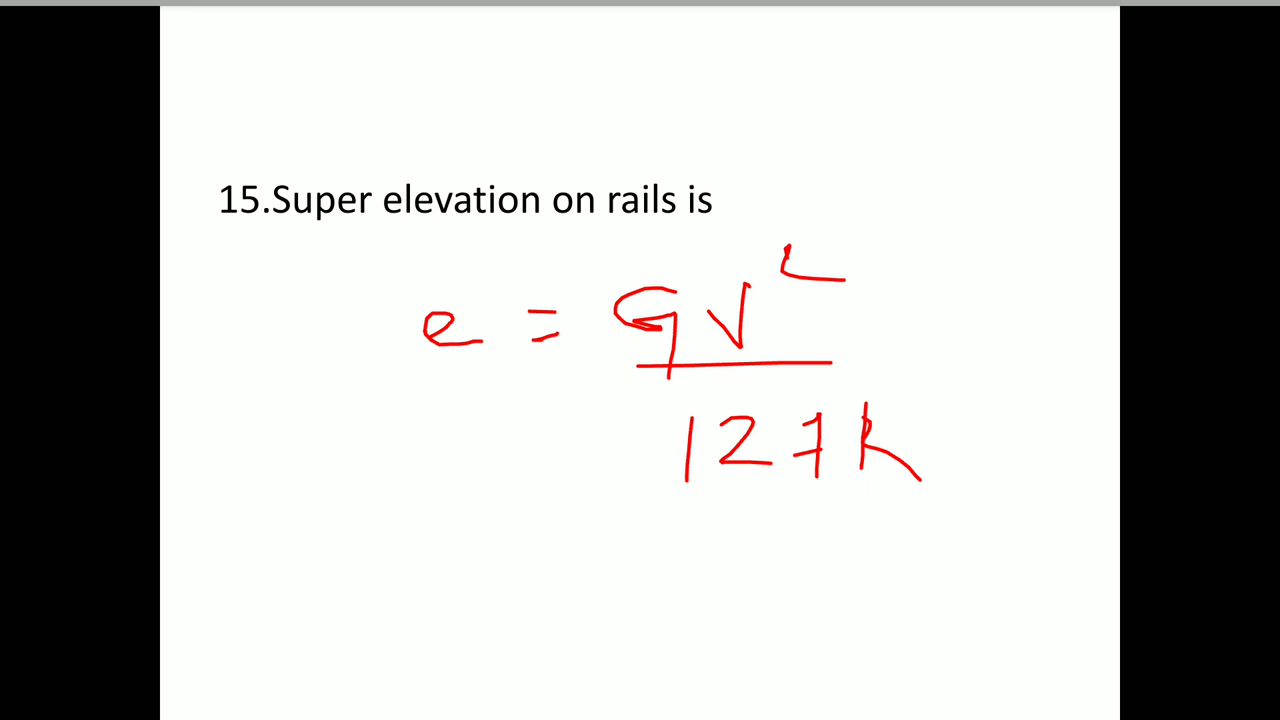 15.Super elevation on rails is
e = GV²
127R